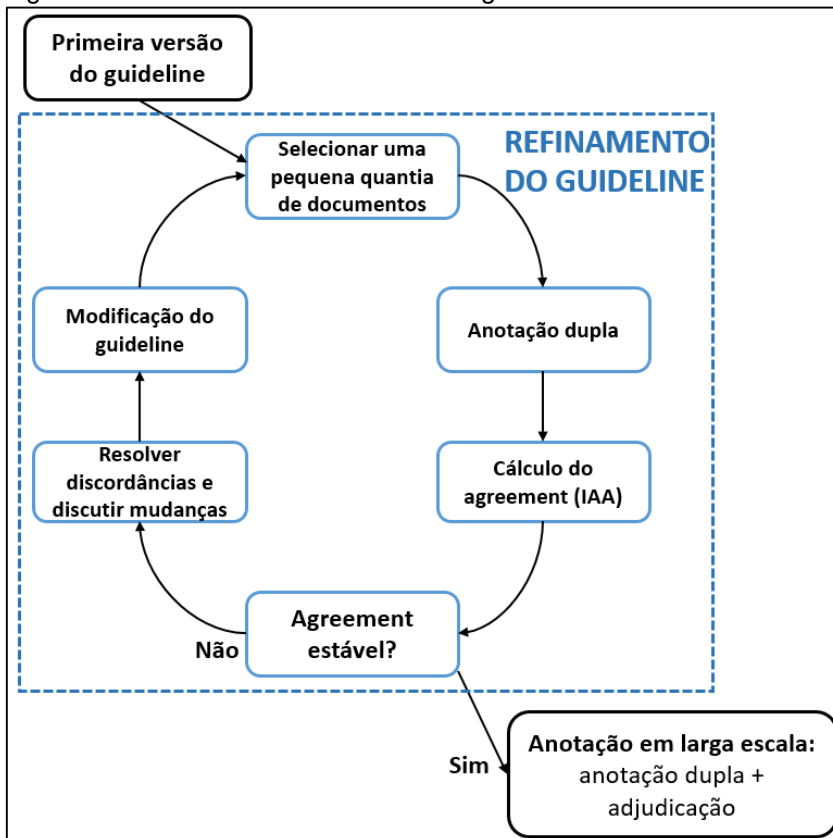 Primeira versão
do guideline
REFINAMENTO
DO GUIDELINE
Selecionar uma
pequena quantia
de documentos
Anotação dupla
Cálculo do
agreement (IAA)
Agreement
estável?
Não
Resolver
discordâncias e
discutir mudanças
Modificação do
guideline
Sim
Anotação em larga escala:
anotação dupla +
adjudicação